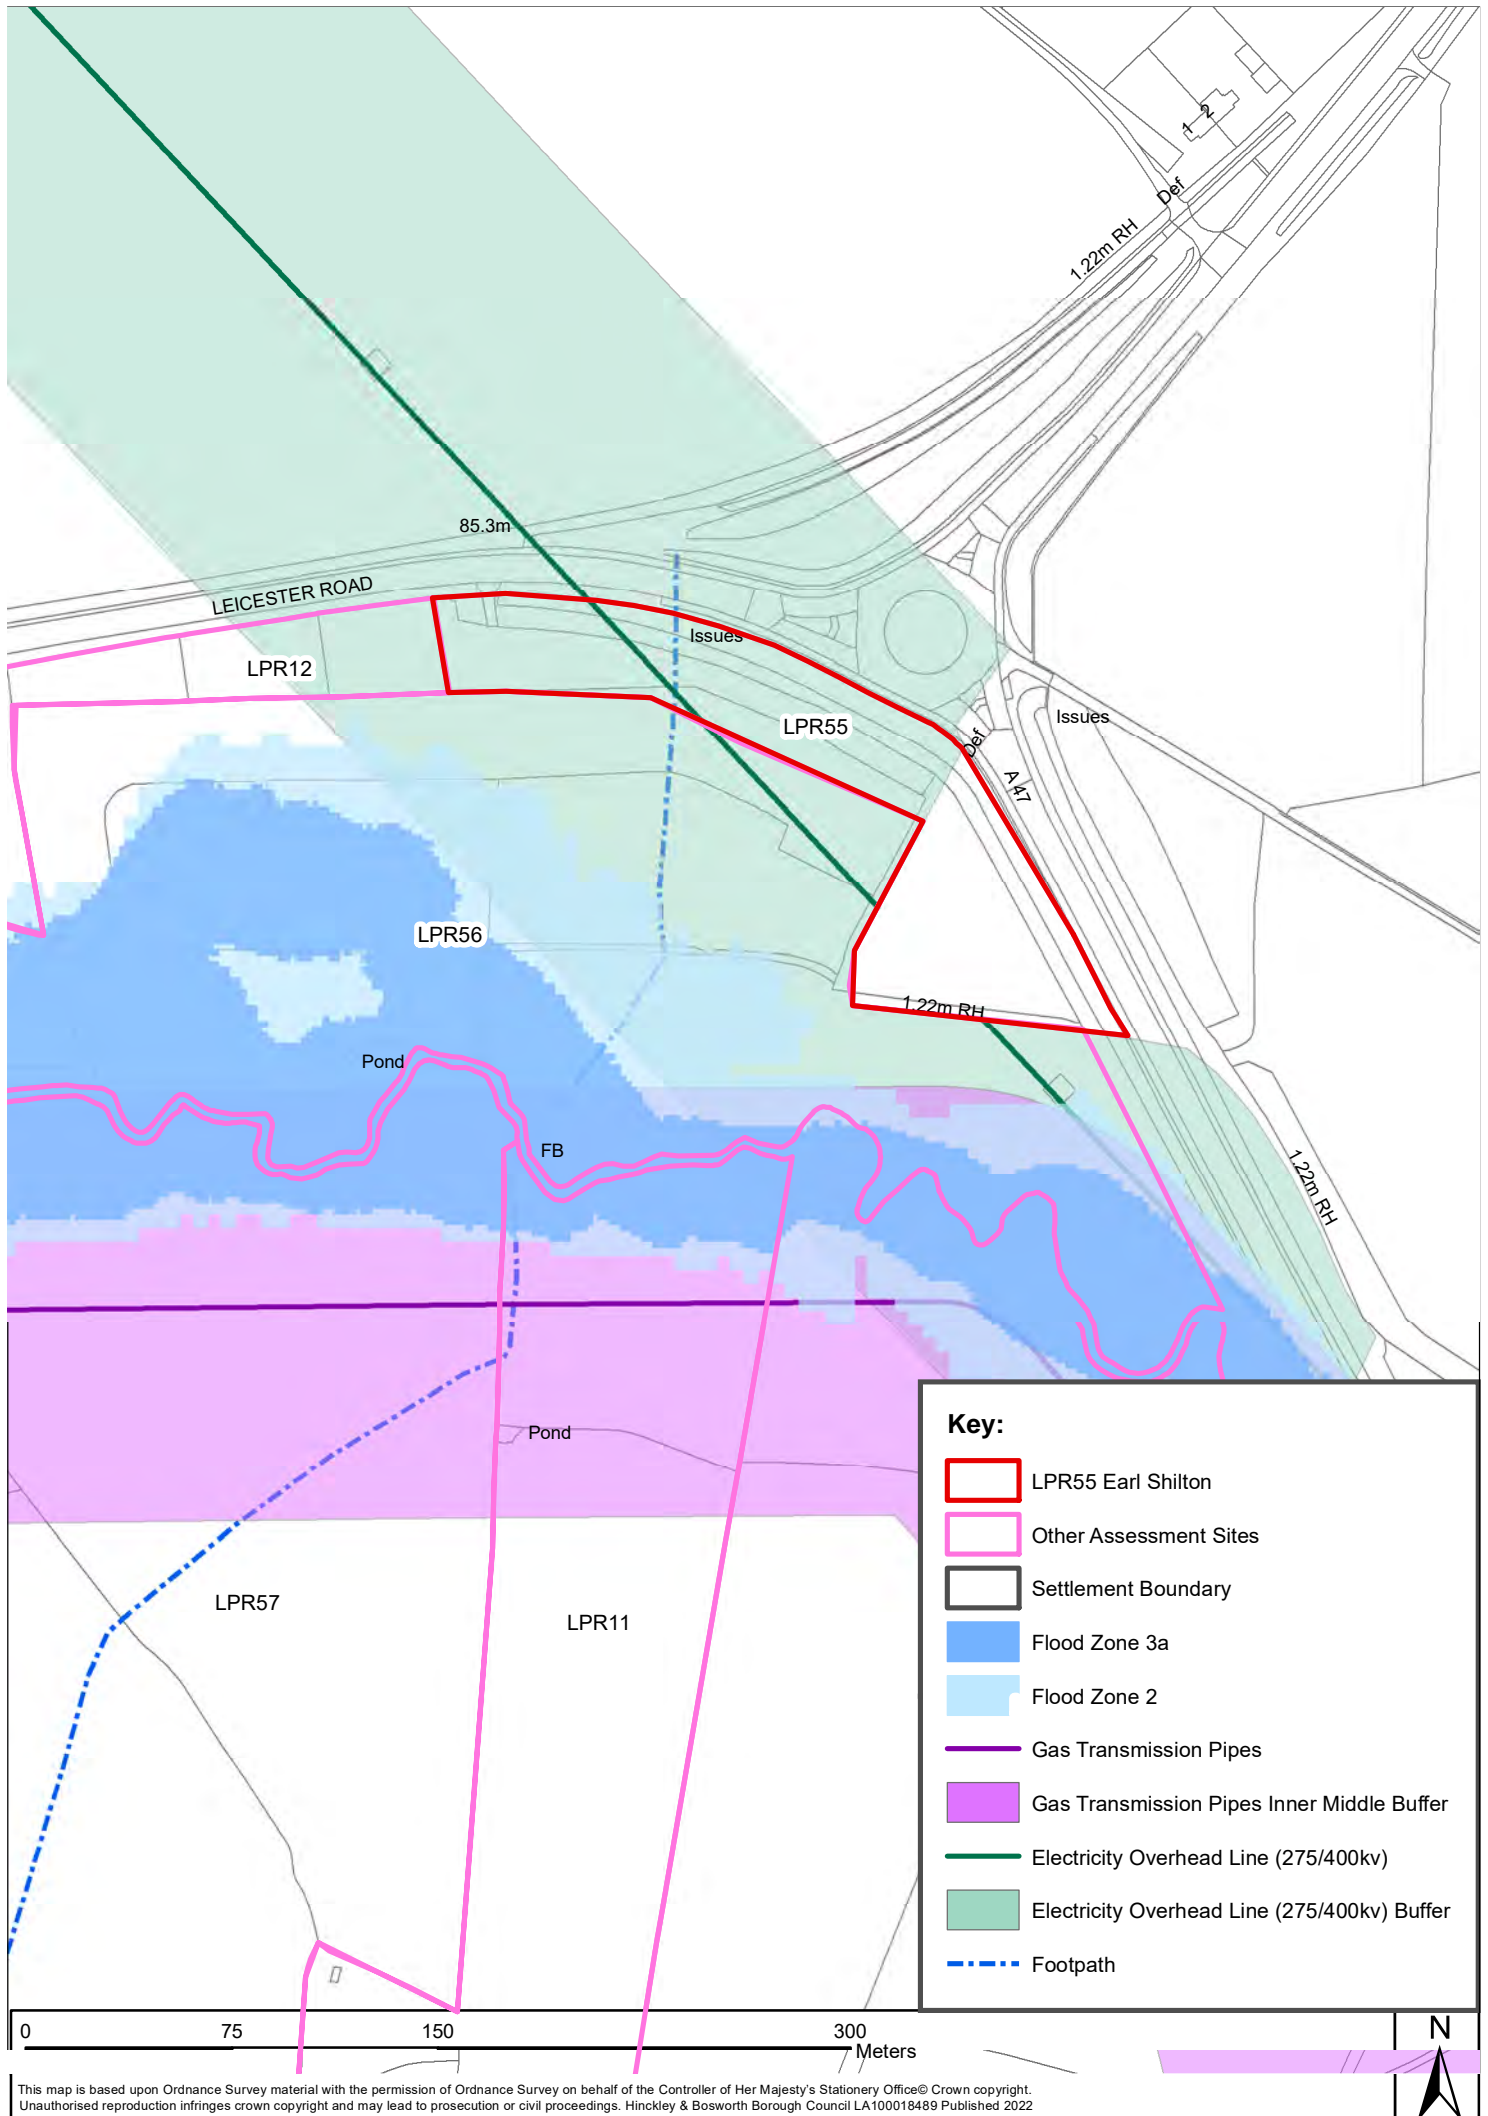 1 2
Def
1.22m RH
85.3m
LEICESTER ROAD
Issues
LPR12
LPR55
Issues
Def
A 47
LPR56
1.22m RH
Pond
FB
1.22m RH
Pond
LPR57
LPR11
Key:
LPR55 Earl Shilton
Other Assessment Sites
Settlement Boundary
Flood Zone 3a
Flood Zone 2
Gas Transmission Pipes
Gas Transmission Pipes Inner Middle Buffer
Electricity Overhead Line (275/400kv)
Electricity Overhead Line (275/400kv) Buffer
Footpath
0 75 150 300
Meters
N
This map is based upon Ordnance Survey material with the permission of Ordnance Survey on behalf of the Controller of Her Majesty's Stationery Office© Crown copyright.
Unauthorised reproduction infringes crown copyright and may lead to prosecution or civil proceedings. Hinckley & Bosworth Borough Council LA100018489 Published 2022